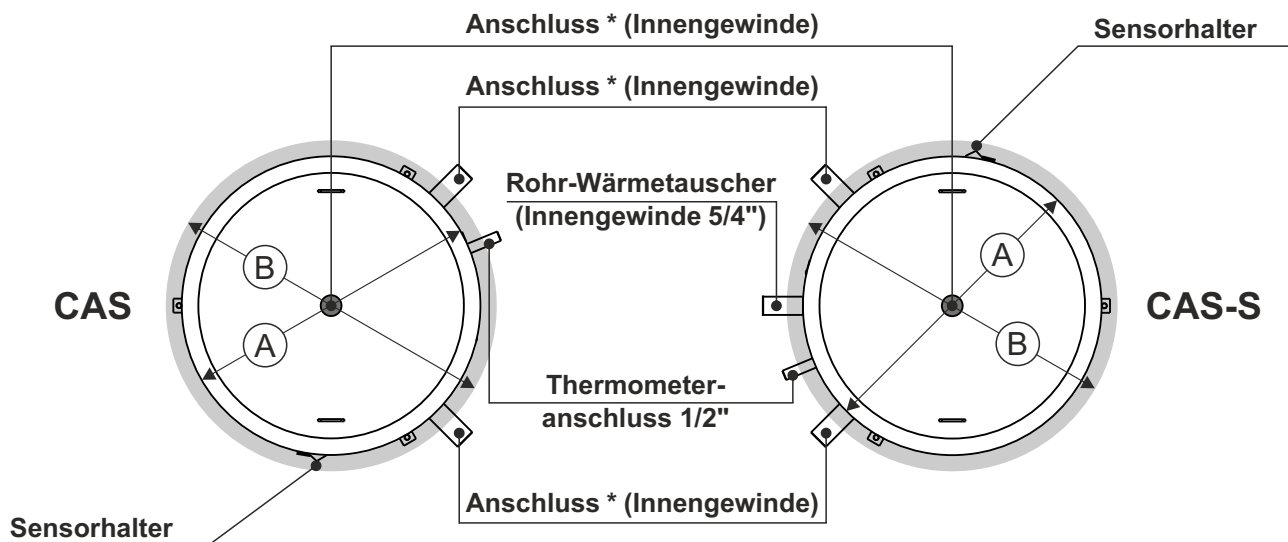 Anschluss * (Innengewinde)
Sensorhalter
Anschluss * (Innengewinde)
Rohr-Wärmetauscher
(Innengewinde 5/4")
B
A
CAS
A
B
CAS-S
Thermometer-
anschluss 1/2"
Anschluss * (Innengewinde)
Sensorhalter